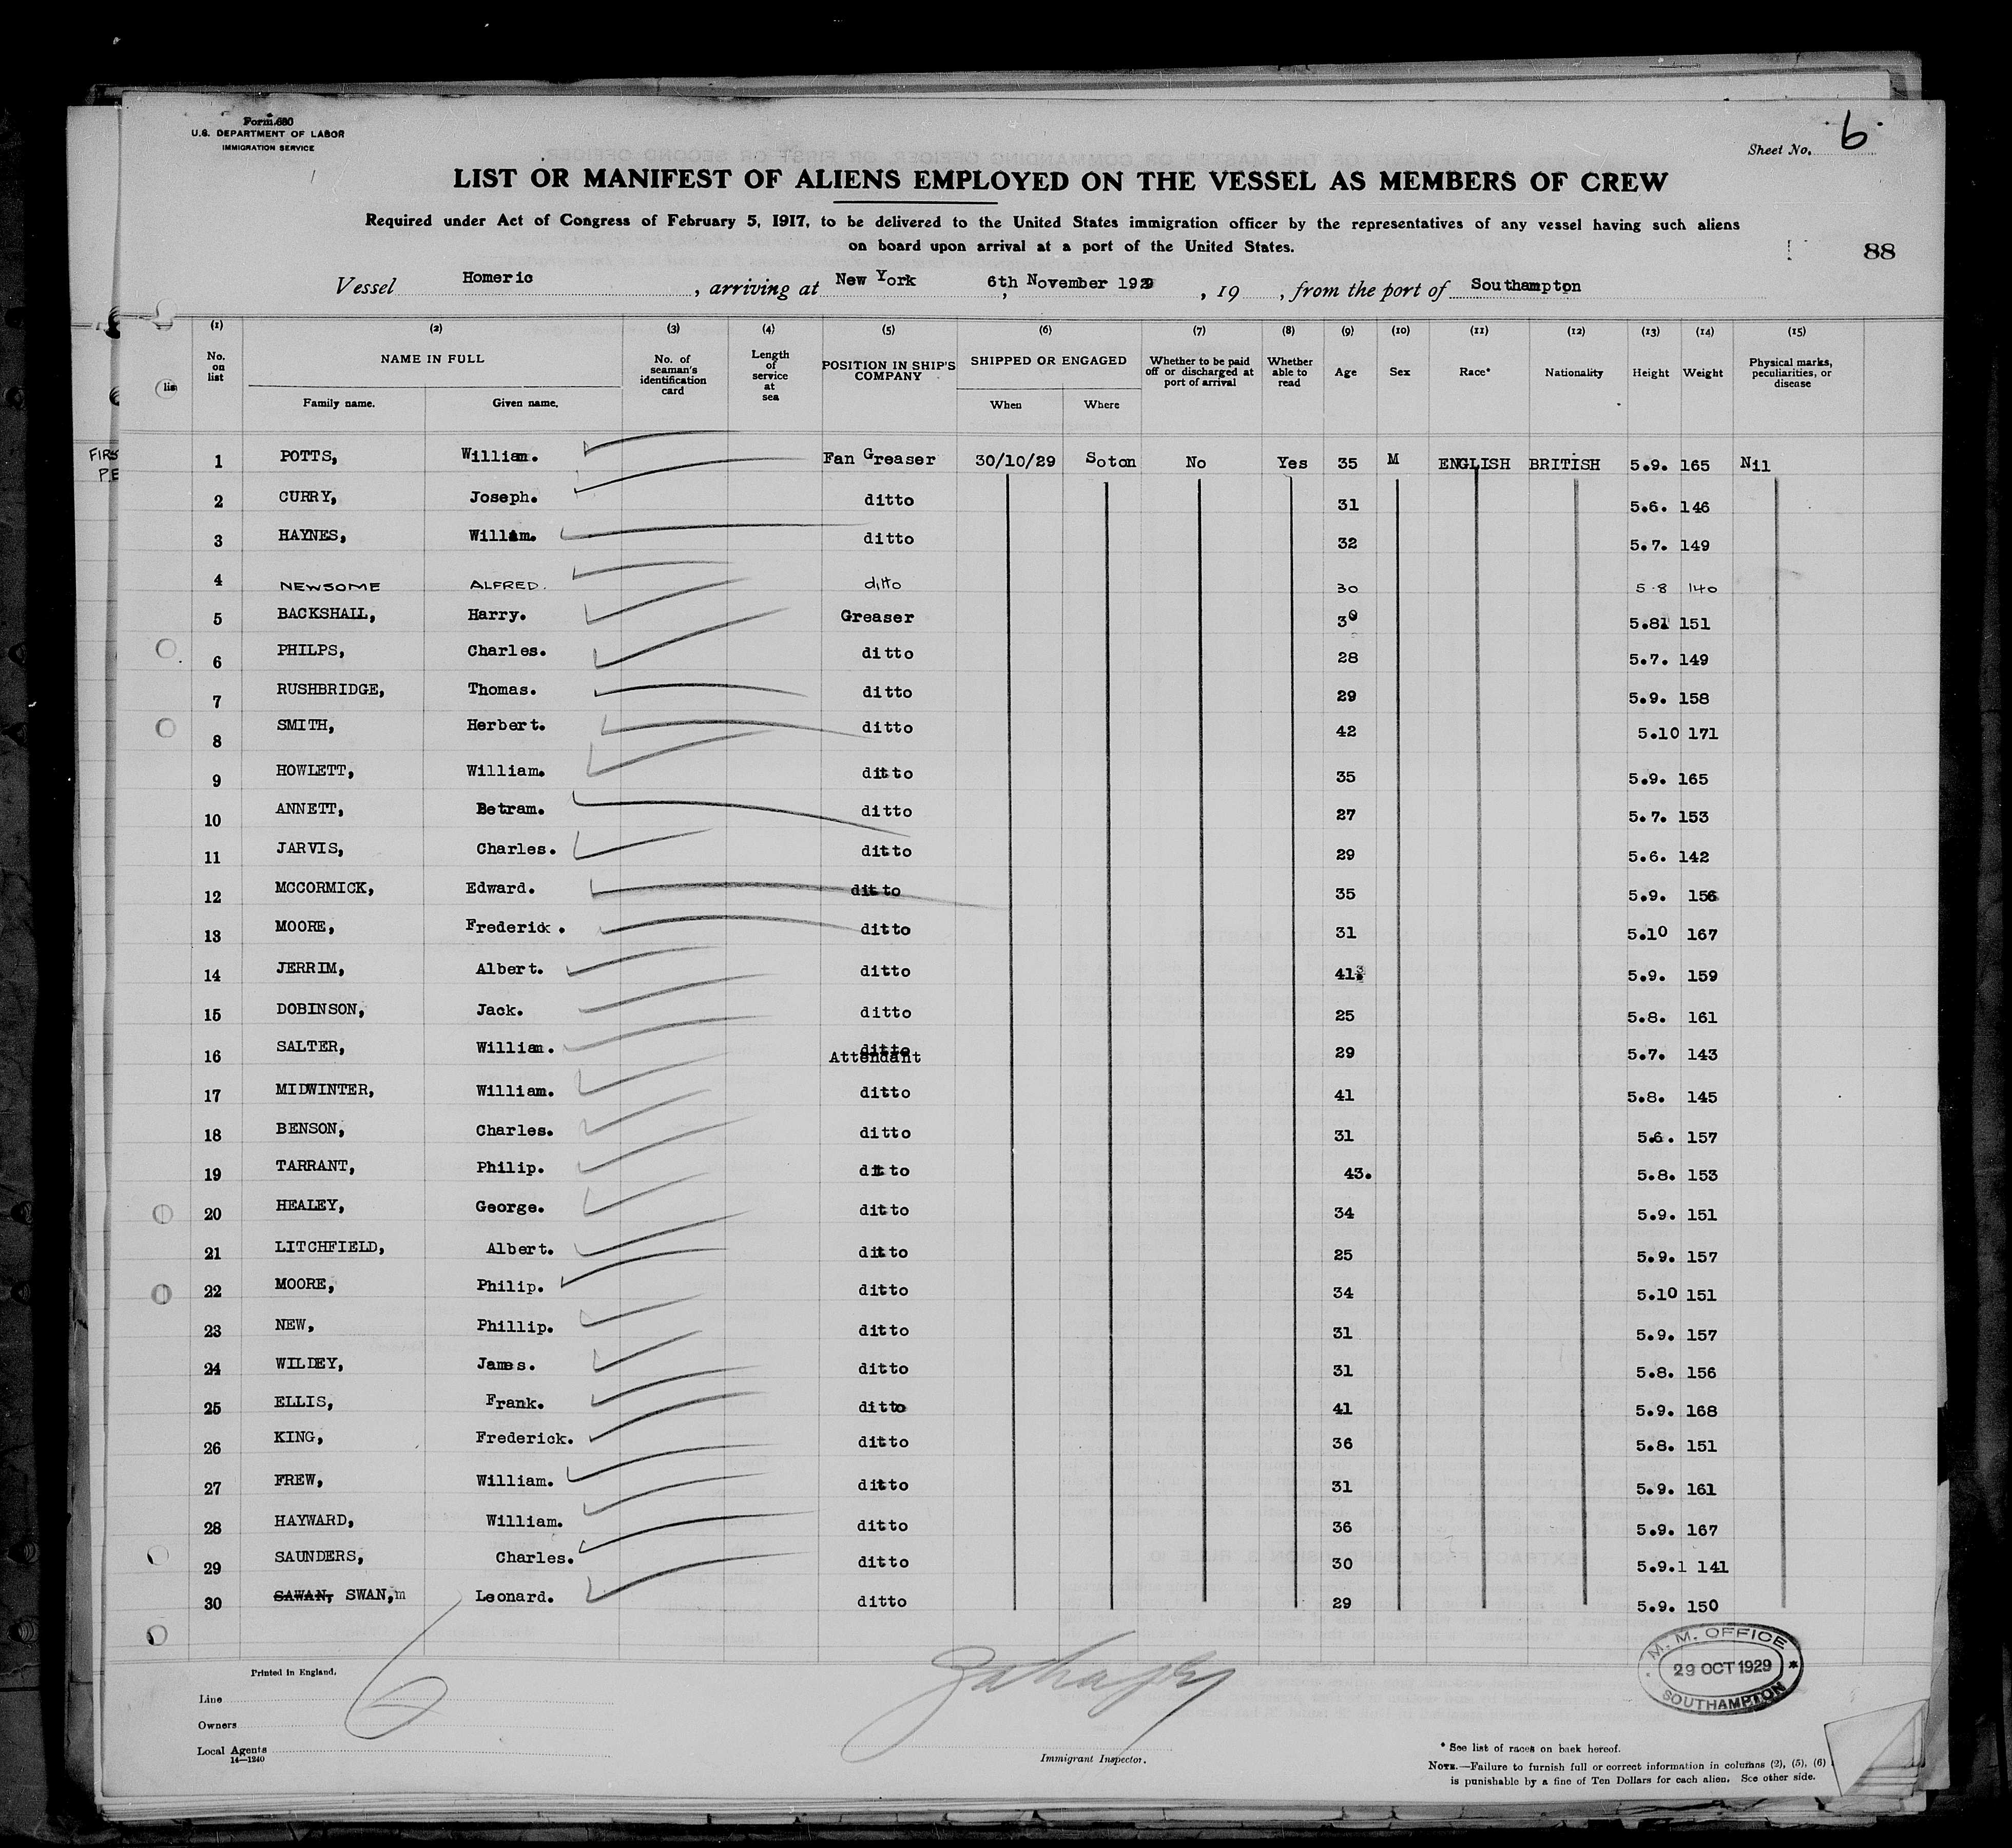 Form 680
U.S. DEPARTMENT OF LABOR
IMMIGRATION SERVICE
Sheet No. 6
LIST OR MANIFEST OF ALIENS EMPLOYED ON THE VESSEL AS MEMBERS OF CREW
Required under Act of Congress of February 5, 1917, to be delivered to the United States immigration officer by the representatives of any vessel having such aliens
on board upon arrival at a port of the United States.
88
Vessel Homeric , arriving at New York 6th November 1929 , 19 , from the port of Southampton
(1) (2) (3) (4) (5) (6) (7) (8) (9) (10) (11) (12) (13) (14) (15)
No. on list NAME IN FULL Family name. Given name. No. of seaman's identification card Length of service at sea POSITION IN SHIP'S COMPANY SHIPPED OR ENGAGED When Where Whether to be paid off or discharged at port of arrival Whether able to read Age Sex Race* Nationality Height Weight Physical marks, peculiarities, or disease
list
FIRS
P.E
1 POTTS, William. Fan Greaser 30/10/29 Soton No Yes 35 M ENGLISH BRITISH 5.9. 165 Nil
2 CURRY, Joseph. ditto 31 5.6. 146
3 HAYNES, Willam. ditto 32 5.7. 149
4 NEWSOME ALFRED. ditto 30 5.8 140
5 BACKSHALL, Harry. Greaser 39 5.81 151
6 PHILPS, Charles. ditto 28 5.7. 149
7 RUSHBRIDGE, Thomas. ditto 29 5.9. 158
8 SMITH, Herbert. ditto 42 5.10 171
9 HOWLETT, William. ditto 35 5.9. 165
10 ANNETT, Betram. ditto 27 5.7. 153
11 JARVIS, Charles. ditto 29 5.6. 142
12 MCCORMICK, Edward. ditto 35 5.9. 156
13 MOORE, Frederick. ditto 31 5.10 167
14 JERRIM, Albert. ditto 41. 5.9. 159
15 DOBINSON, Jack. ditto 25 5.8. 161
16 SALTER, William. ditto Attendant 29 5.7. 143
17 MIDWINTER, William. ditto 41 5.8. 145
18 BENSON, Charles. ditto 31 5.6. 157
19 TARRANT, Philip. ditto 43. 5.8. 153
20 HEALEY, George. ditto 34 5.9. 151
21 LITCHFIELD, Albert. ditto 25 5.9. 157
22 MOORE, Philip. ditto 34 5.10 151
23 NEW, Phillip. ditto 31 5.9. 157
24 WILDEY, James. ditto 31 5.8. 156
25 ELLIS, Frank. ditto 41 5.9. 168
26 KING, Frederick. ditto 36 5.8. 151
27 FREW, William. ditto 31 5.9. 161
28 HAYWARD, William. ditto 36 5.9. 167
29 SAUNDERS, Charles. ditto 30 5.9.1 141
30 SAWAN, SWAN,m Leonard. ditto 29 5.9. 150
M. M. OFFICE
29 OCT 1929
SOUTHAMPTON
Printed in England.
Line
Owners
Local Agents
14—1240
Immigrant Inspector.
* See list of races on back hereof.
NOTE.—Failure to furnish full or correct information in columns (2), (5), (6)
is punishable by a fine of Ten Dollars for each alien. See other side.